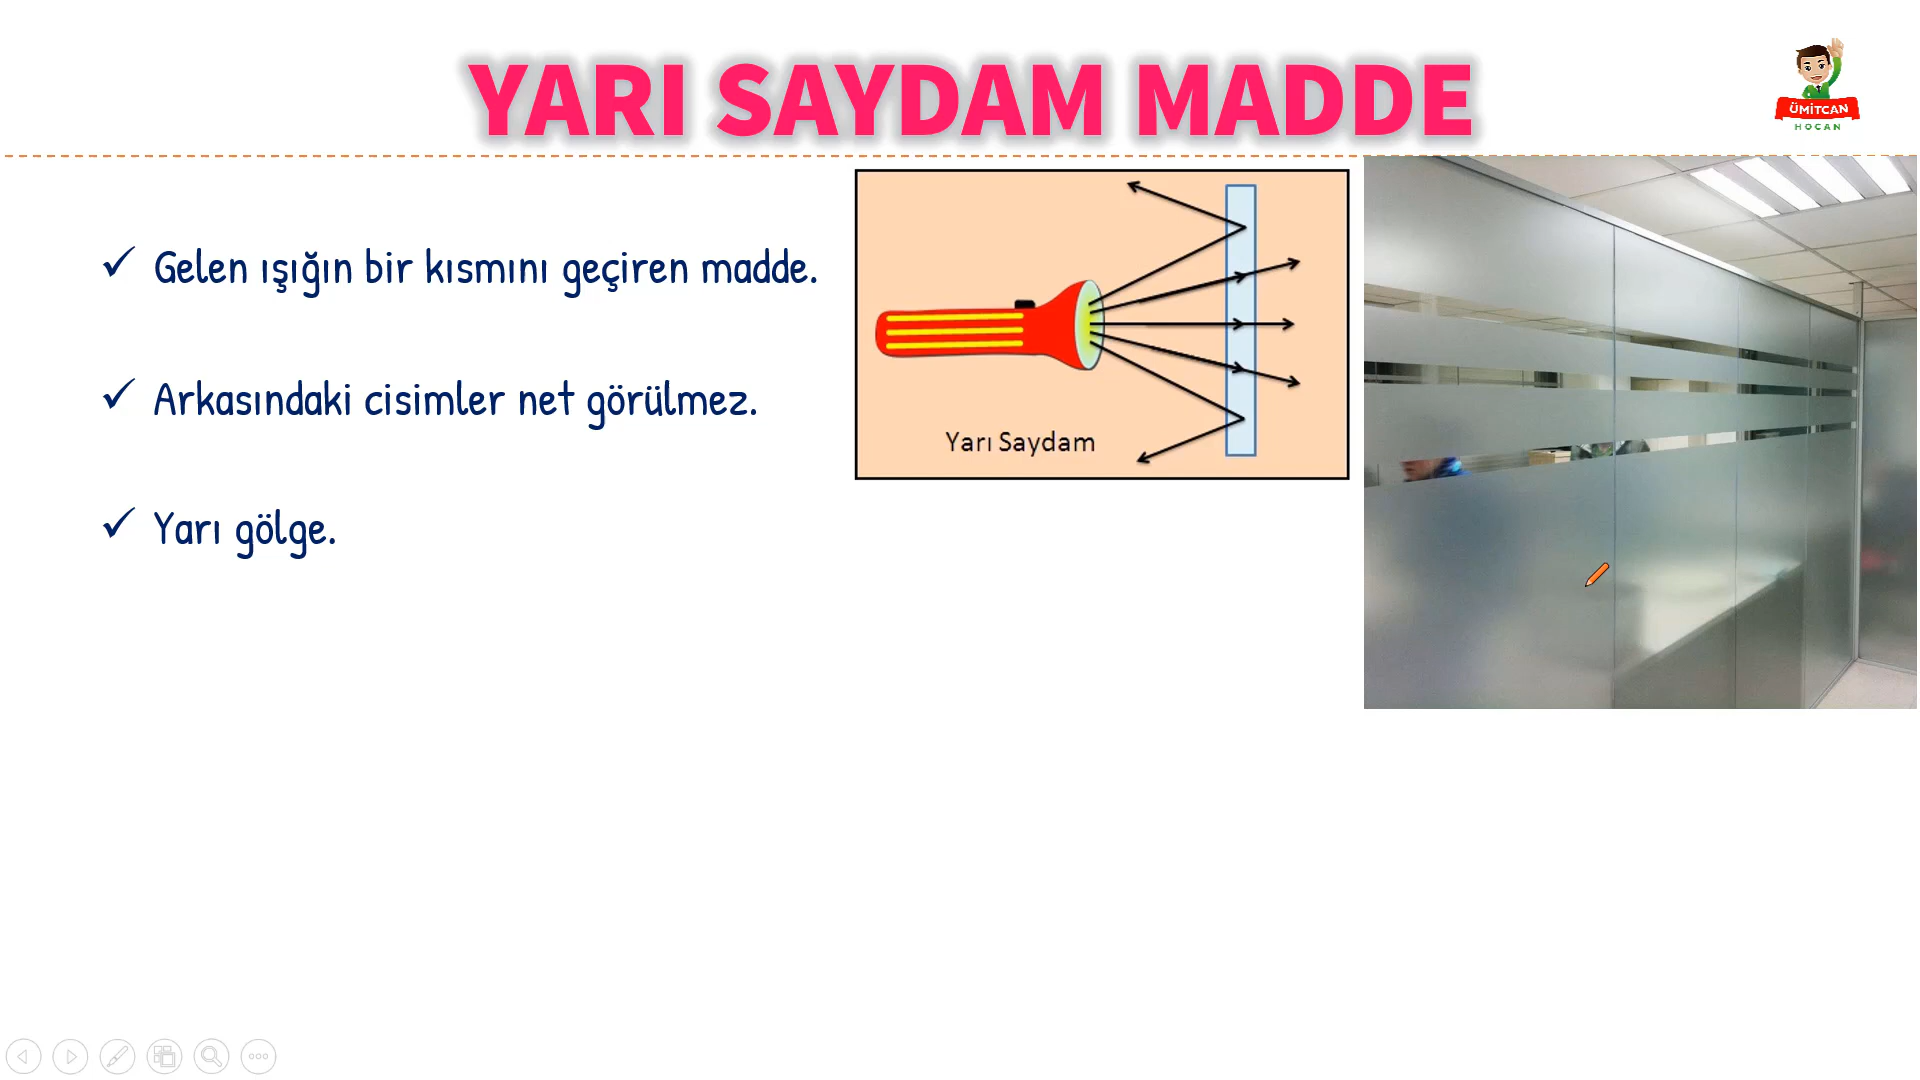 YARI SAYDAM MADDE
ÜMİTCAN
HOCAN
Gelen ışığın bir kısmını geçiren madde.
Arkasındaki cisimler net görülmez.
Yarı gölge.
Yarı Saydam